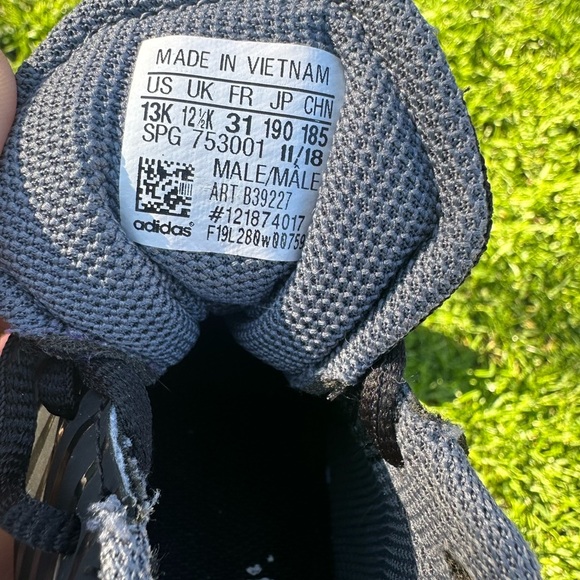 MADE IN VIETNAM
US UK FR JP CHN
13K 12½K 31 190 185
SPG 753001 11/18
MALE/MÂLE
ART B39227
#121874017
F19L280w00759
adidas